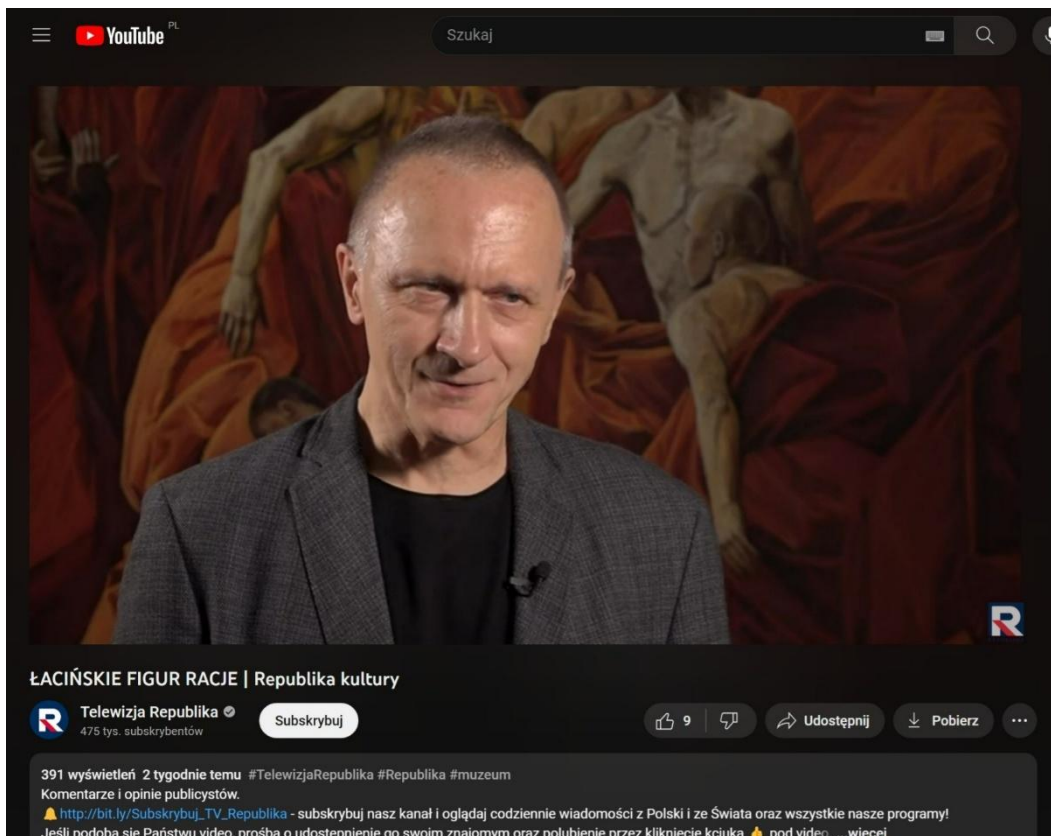 YouTube PL
Szukaj
ŁACIŃSKIE FIGUR RACJE | Republika kultury
Telewizja Republika
475 tys. subskrybentów
Subskrybuj
9
Udostępnij
Pobierz
391 wyświetleń 2 tygodnie temu #TelewizjaRepublika #Republika #muzeum
Komentarze i opinie publicystów.
http://bit.ly/Subskrybuj_TV_Republika - subskrybuj nasz kanał i oglądaj codziennie wiadomości z Polski i ze Świata oraz wszystkie nasze programy!
Jeśli podoba się Państwu video, prośba o udostępnienie go swoim znajomym oraz polubienie przez kliknięcie kciuka 👍 pod video ...więcej